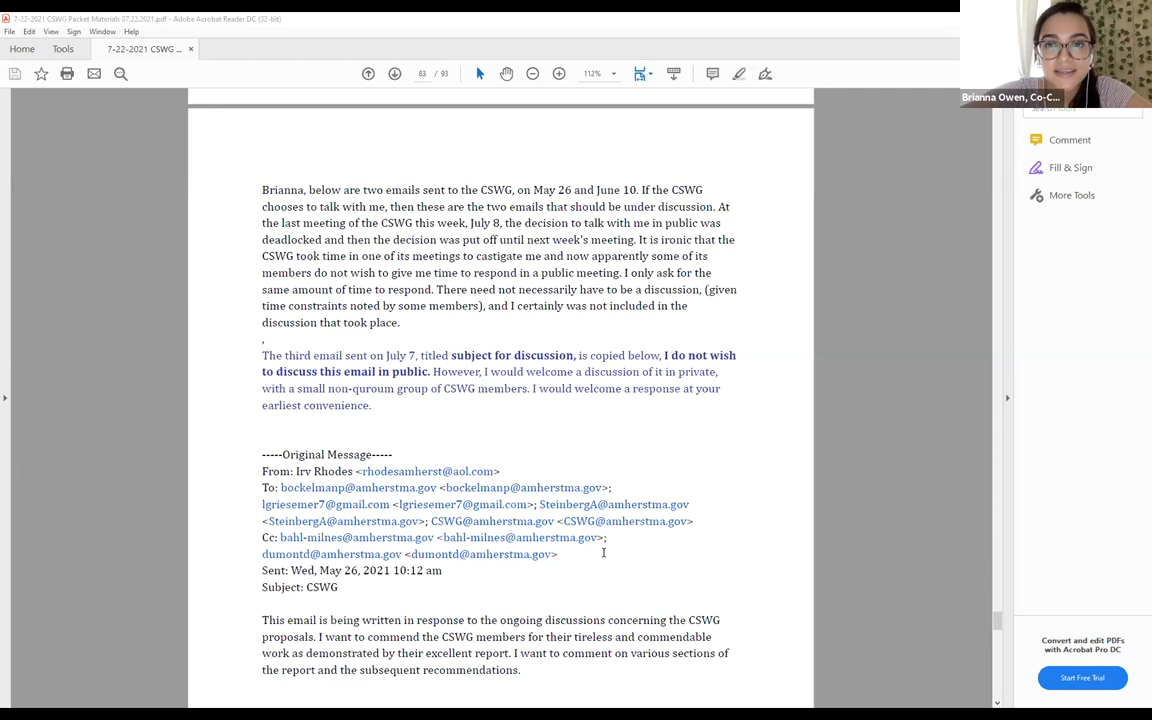 7-22-2021 CSWG Packet Materials 07.22.2021.pdf - Adobe Acrobat Reader DC (32-bit)
File Edit View Sign Window Help
Home Tools 7-22-2021 CSWG ... ×
83 / 93 112%
Brianna Owen, Co-C...
Comment
Fill & Sign
More Tools
Brianna, below are two emails sent to the CSWG, on May 26 and June 10. If the CSWG
chooses to talk with me, then these are the two emails that should be under discussion. At
the last meeting of the CSWG this week, July 8, the decision to talk with me in public was
deadlocked and then the decision was put off until next week's meeting. It is ironic that the
CSWG took time in one of its meetings to castigate me and now apparently some of its
members do not wish to give me time to respond in a public meeting. I only ask for the
same amount of time to respond. There need not necessarily have to be a discussion, (given
time constraints noted by some members), and I certainly was not included in the
discussion that took place.
,
The third email sent on July 7, titled subject for discussion, is copied below, I do not wish
to discuss this email in public. However, I would welcome a discussion of it in private,
with a small non-quroum group of CSWG members. I would welcome a response at your
earliest convenience.
-----Original Message-----
From: Irv Rhodes <rhodesamherst@aol.com>
To: bockelmanp@amherstma.gov <bockelmanp@amherstma.gov>;
lgriesemer7@gmail.com <lgriesemer7@gmail.com>; SteinbergA@amherstma.gov
<SteinbergA@amherstma.gov>; CSWG@amherstma.gov <CSWG@amherstma.gov>
Cc: bahl-milnes@amherstma.gov <bahl-milnes@amherstma.gov>;
dumontd@amherstma.gov <dumontd@amherstma.gov>
Sent: Wed, May 26, 2021 10:12 am
Subject: CSWG
This email is being written in response to the ongoing discussions concerning the CSWG
proposals. I want to commend the CSWG members for their tireless and commendable
work as demonstrated by their excellent report. I want to comment on various sections of
the report and the subsequent recommendations.
Convert and edit PDFs
with Acrobat Pro DC
Start Free Trial